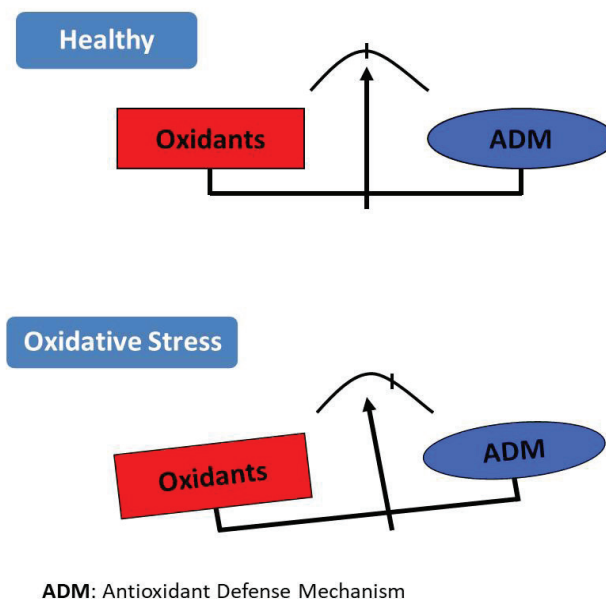 Healthy
Oxidants
ADM
Oxidative Stress
Oxidants
ADM
ADM: Antioxidant Defense Mechanism